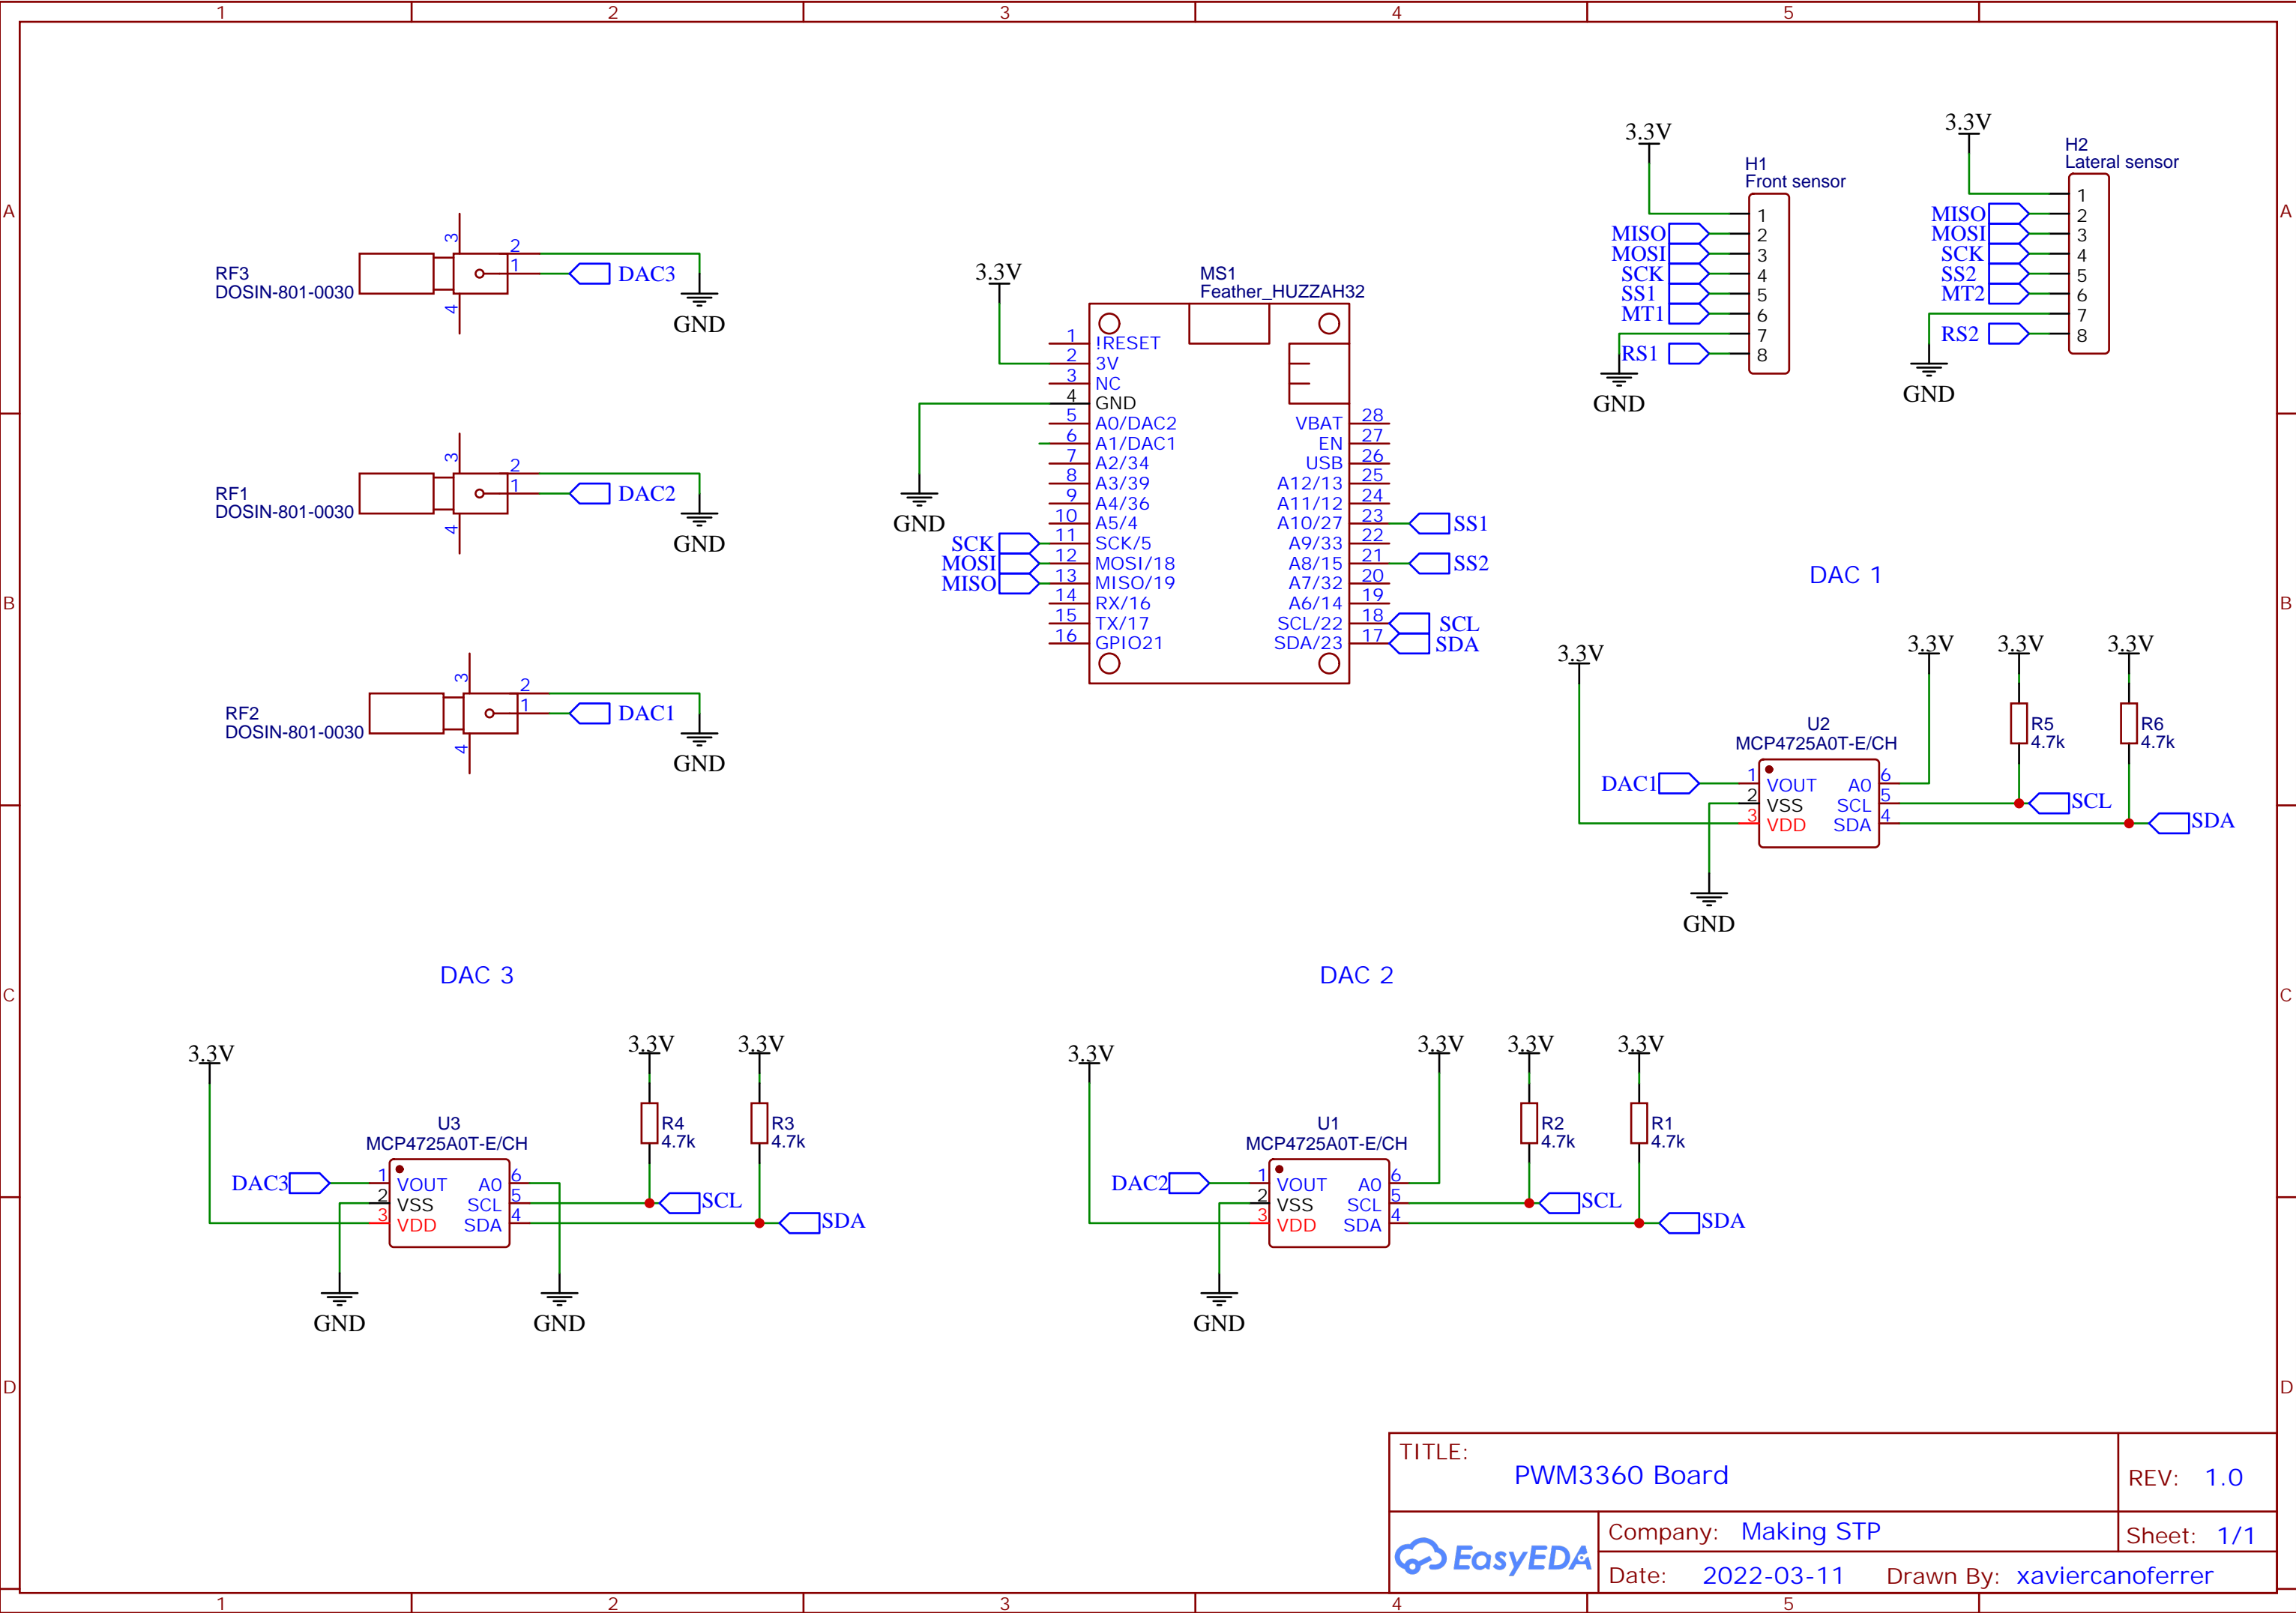 1 2 3 4 5
A
A
B
B
C
C
D
D
1 2 3 4 5
RF3
DOSIN-801-0030
3
4
2
1
DAC3
GND
RF1
DOSIN-801-0030
3
4
2
1
DAC2
GND
RF2
DOSIN-801-0030
3
4
2
1
DAC1
GND
3.3V
GND
MS1
Feather_HUZZAH32
1 !RESET
2 3V
3 NC
4 GND
5 A0/DAC2
6 A1/DAC1
7 A2/34
8 A3/39
9 A4/36
10 A5/4
SCK 11 SCK/5
MOSI 12 MOSI/18
MISO 13 MISO/19
14 RX/16
15 TX/17
16 GPIO21
VBAT 28
EN 27
USB 26
A12/13 25
A11/12 24
A10/27 23 SS1
A9/33 22
A8/15 21 SS2
A7/32 20
A6/14 19
SCL/22 18 SCL
SDA/23 17 SDA
3.3V
H1
Front sensor
1
MISO 2
MOSI 3
SCK 4
SS1 5
MT1 6
7
RS1 8
GND
3.3V
H2
Lateral sensor
1
MISO 2
MOSI 3
SCK 4
SS2 5
MT2 6
7
RS2 8
GND
DAC 1
3.3V 3.3V 3.3V 3.3V
U2
MCP4725A0T-E/CH
R5
4.7k
R6
4.7k
DAC1 1 VOUT A0 6
2 VSS SCL 5 SCL
3 VDD SDA 4 SDA
GND
DAC 3
3.3V 3.3V 3.3V
U3
MCP4725A0T-E/CH
R4
4.7k
R3
4.7k
DAC3 1 VOUT A0 6
2 VSS SCL 5 SCL
3 VDD SDA 4 SDA
GND GND
DAC 2
3.3V 3.3V 3.3V 3.3V
U1
MCP4725A0T-E/CH
R2
4.7k
R1
4.7k
DAC2 1 VOUT A0 6
2 VSS SCL 5 SCL
3 VDD SDA 4 SDA
GND
TITLE:
PWM3360 Board
REV: 1.0
EasyEDA
Company: Making STP
Sheet: 1/1
Date: 2022-03-11 Drawn By: xaviercanoferrer